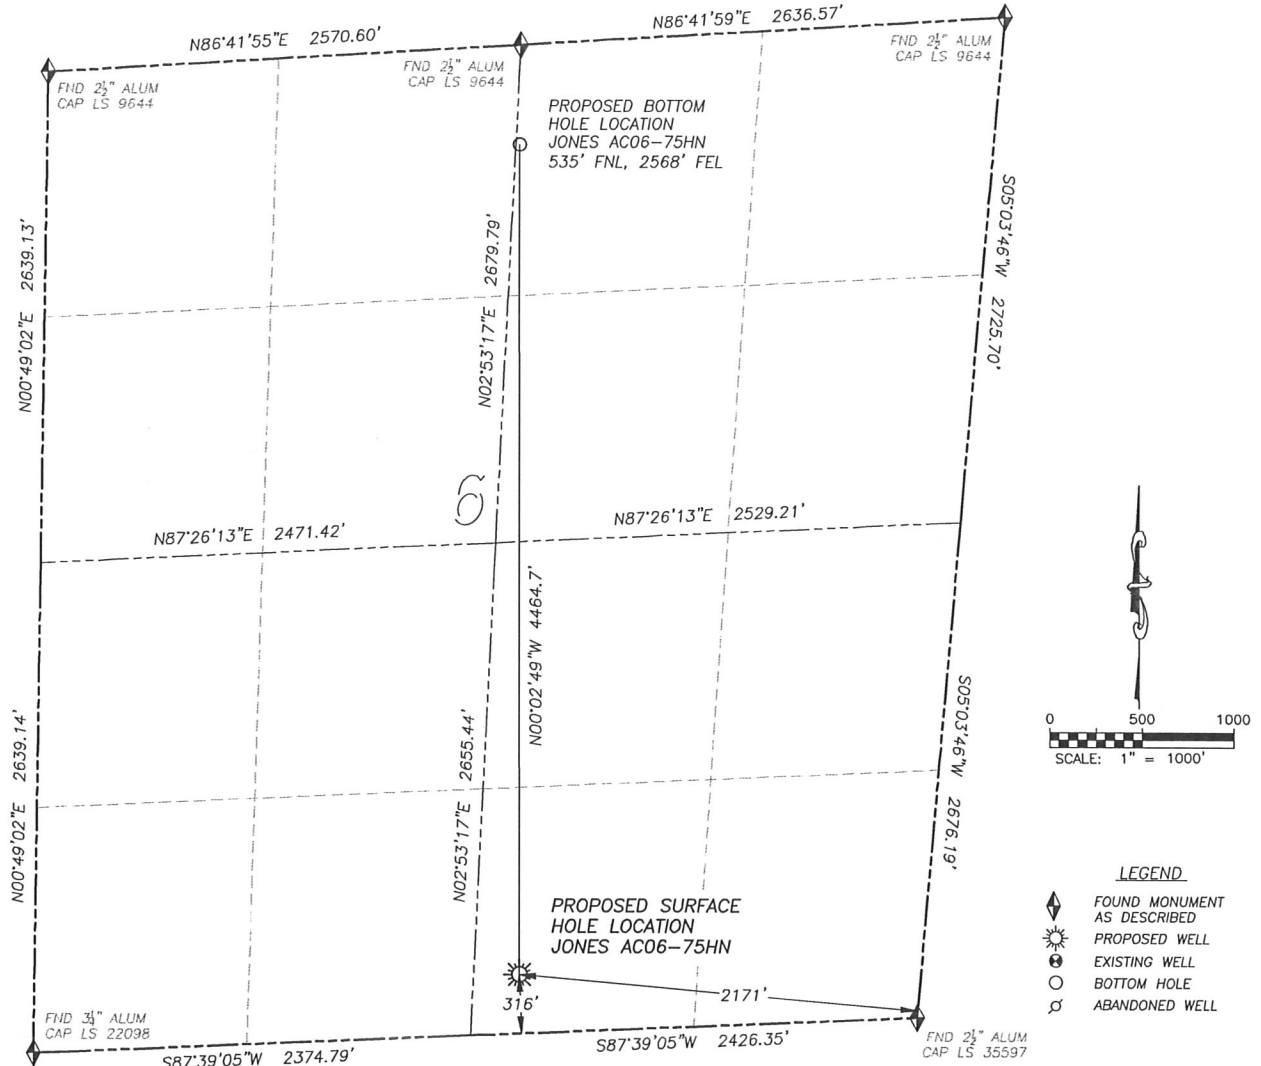 N86°41'55"E 2570.60'
N86°41'59"E 2636.57'
FND 2½" ALUM
CAP LS 9644
FND 2½" ALUM
CAP LS 9644
FND 2½" ALUM
CAP LS 9644
PROPOSED BOTTOM
HOLE LOCATION
JONES AC06-75HN
535' FNL, 2568' FEL
N00°49'02"E 2639.13'
N02°53'17"E 2679.79'
S05°03'46"W 2725.70'
6
N87°26'13"E 2471.42'
N87°26'13"E 2529.21'
N00°02'49"W 4464.7'
N00°49'02"E 2639.14'
N02°53'17"E 2655.44'
S05°03'46"W 2676.19'
0 500 1000
SCALE: 1" = 1000'
PROPOSED SURFACE
HOLE LOCATION
JONES AC06-75HN
316'
2171'
FND 3¼" ALUM
CAP LS 22098
S87°39'05"W 2374.79'
S87°39'05"W 2426.35'
FND 2½" ALUM
CAP LS 35597
LEGEND
FOUND MONUMENT
AS DESCRIBED
PROPOSED WELL
EXISTING WELL
BOTTOM HOLE
ABANDONED WELL